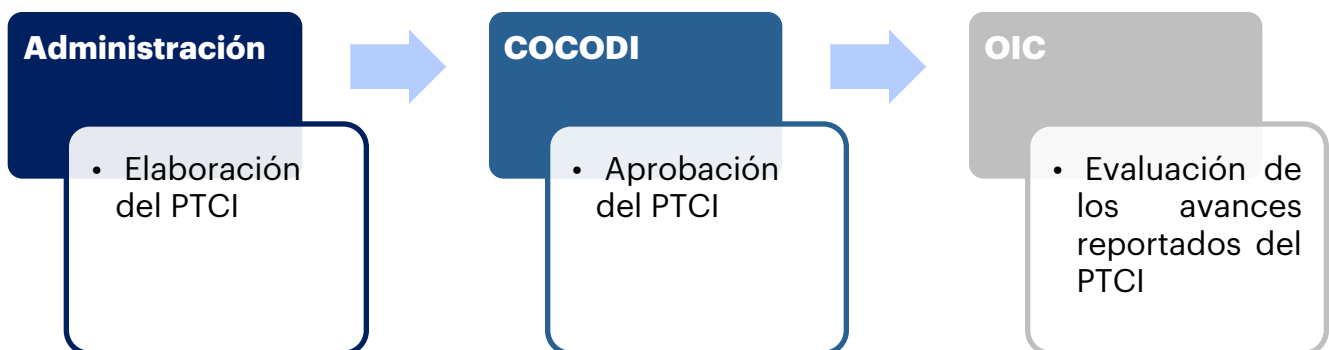 Administración
• Elaboración
del PTCI
COCODI
• Aprobación
del PTCI
OIC
• Evaluación de
los avances
reportados del
PTCI